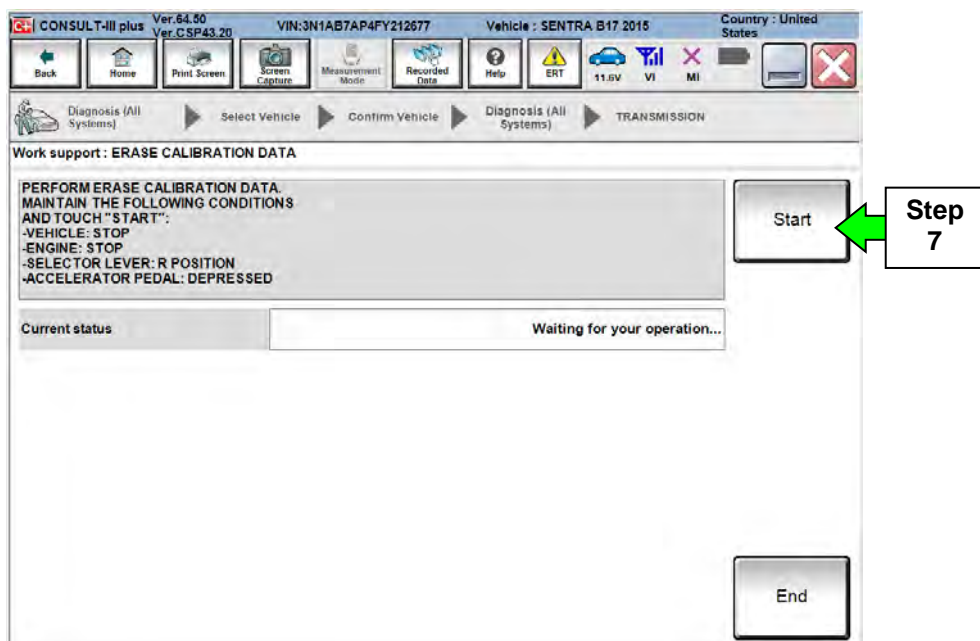 C+ CONSULT-III plus Ver.64.50 VIN:3N1AB7AP4FY212677 Vehicle : SENTRA B17 2015 Country : United
Ver.CSP43.20 States
Back Home Print Screen Screen Capture Measurement Mode Recorded Data Help ERT 11.6V VI MI
Diagnosis (All Systems) Select Vehicle Confirm Vehicle Diagnosis (All Systems) TRANSMISSION
Work support : ERASE CALIBRATION DATA
PERFORM ERASE CALIBRATION DATA.
MAINTAIN THE FOLLOWING CONDITIONS
AND TOUCH "START":
-VEHICLE: STOP
-ENGINE: STOP
-SELECTOR LEVER: R POSITION
-ACCELERATOR PEDAL: DEPRESSED
Start
Step
7
Current status Waiting for your operation...
End